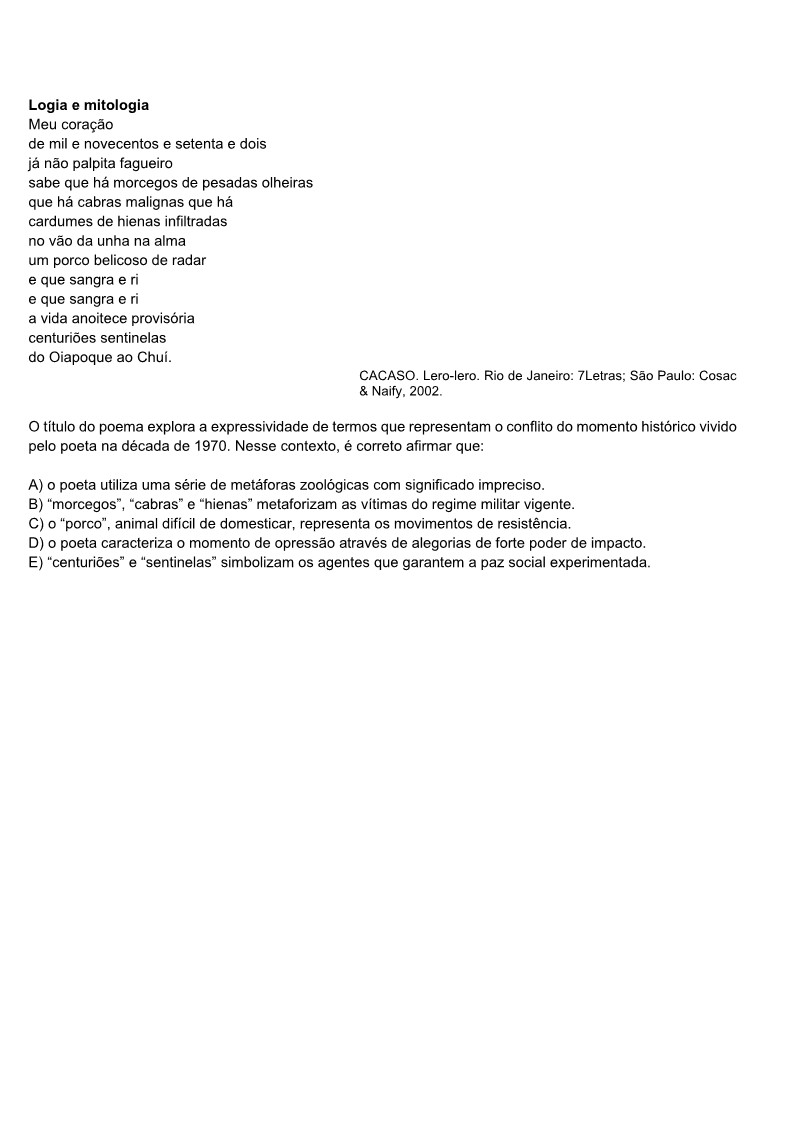 Logia e mitologia
Meu coração
de mil e novecentos e setenta e dois
já não palpita fagueiro
sabe que há morcegos de pesadas olheiras
que há cabras malignas que há
cardumes de hienas infiltradas
no vão da unha na alma
um porco belicoso de radar
e que sangra e ri
e que sangra e ri
a vida anoitece provisória
centuriões sentinelas
do Oiapoque ao Chuí.
CACASO. Lero-lero. Rio de Janeiro: 7Letras; São Paulo: Cosac
& Naify, 2002.
O título do poema explora a expressividade de termos que representam o conflito do momento histórico vivido
pelo poeta na década de 1970. Nesse contexto, é correto afirmar que:
A) o poeta utiliza uma série de metáforas zoológicas com significado impreciso.
B) “morcegos”, “cabras” e “hienas” metaforizam as vítimas do regime militar vigente.
C) o “porco”, animal difícil de domesticar, representa os movimentos de resistência.
D) o poeta caracteriza o momento de opressão através de alegorias de forte poder de impacto.
E) “centuriões” e “sentinelas” simbolizam os agentes que garantem a paz social experimentada.